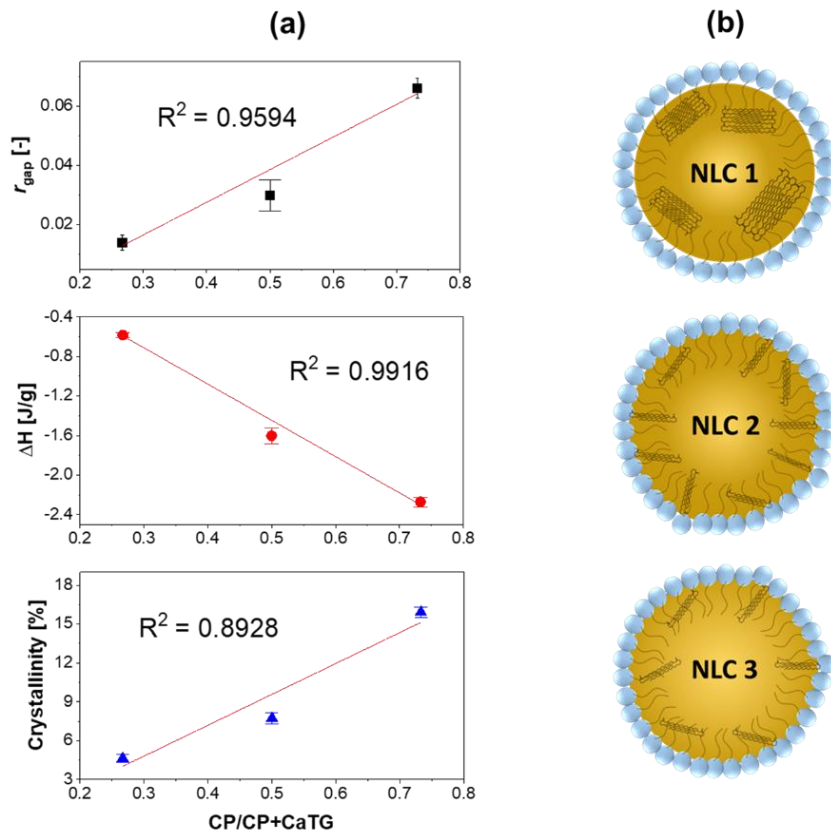 (a)
(b)
0.06
0.04
0.02
r_gap [-]
R² = 0.9594
0.2 0.3 0.4 0.5 0.6 0.7 0.8
NLC 1
-0.4
-0.8
-1.2
-1.6
-2.0
-2.4
ΔH [J/g]
R² = 0.9916
0.2 0.3 0.4 0.5 0.6 0.7 0.8
NLC 2
18
15
12
9
6
3
Crystallinity [%]
R² = 0.8928
0.2 0.3 0.4 0.5 0.6 0.7 0.8
CP/CP+CaTG
NLC 3